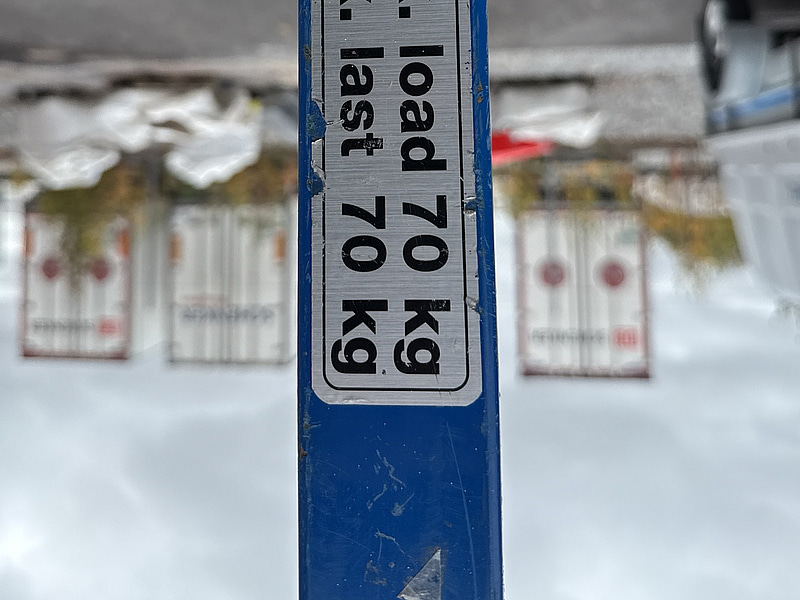 . load 70 kg
. last 70 kg